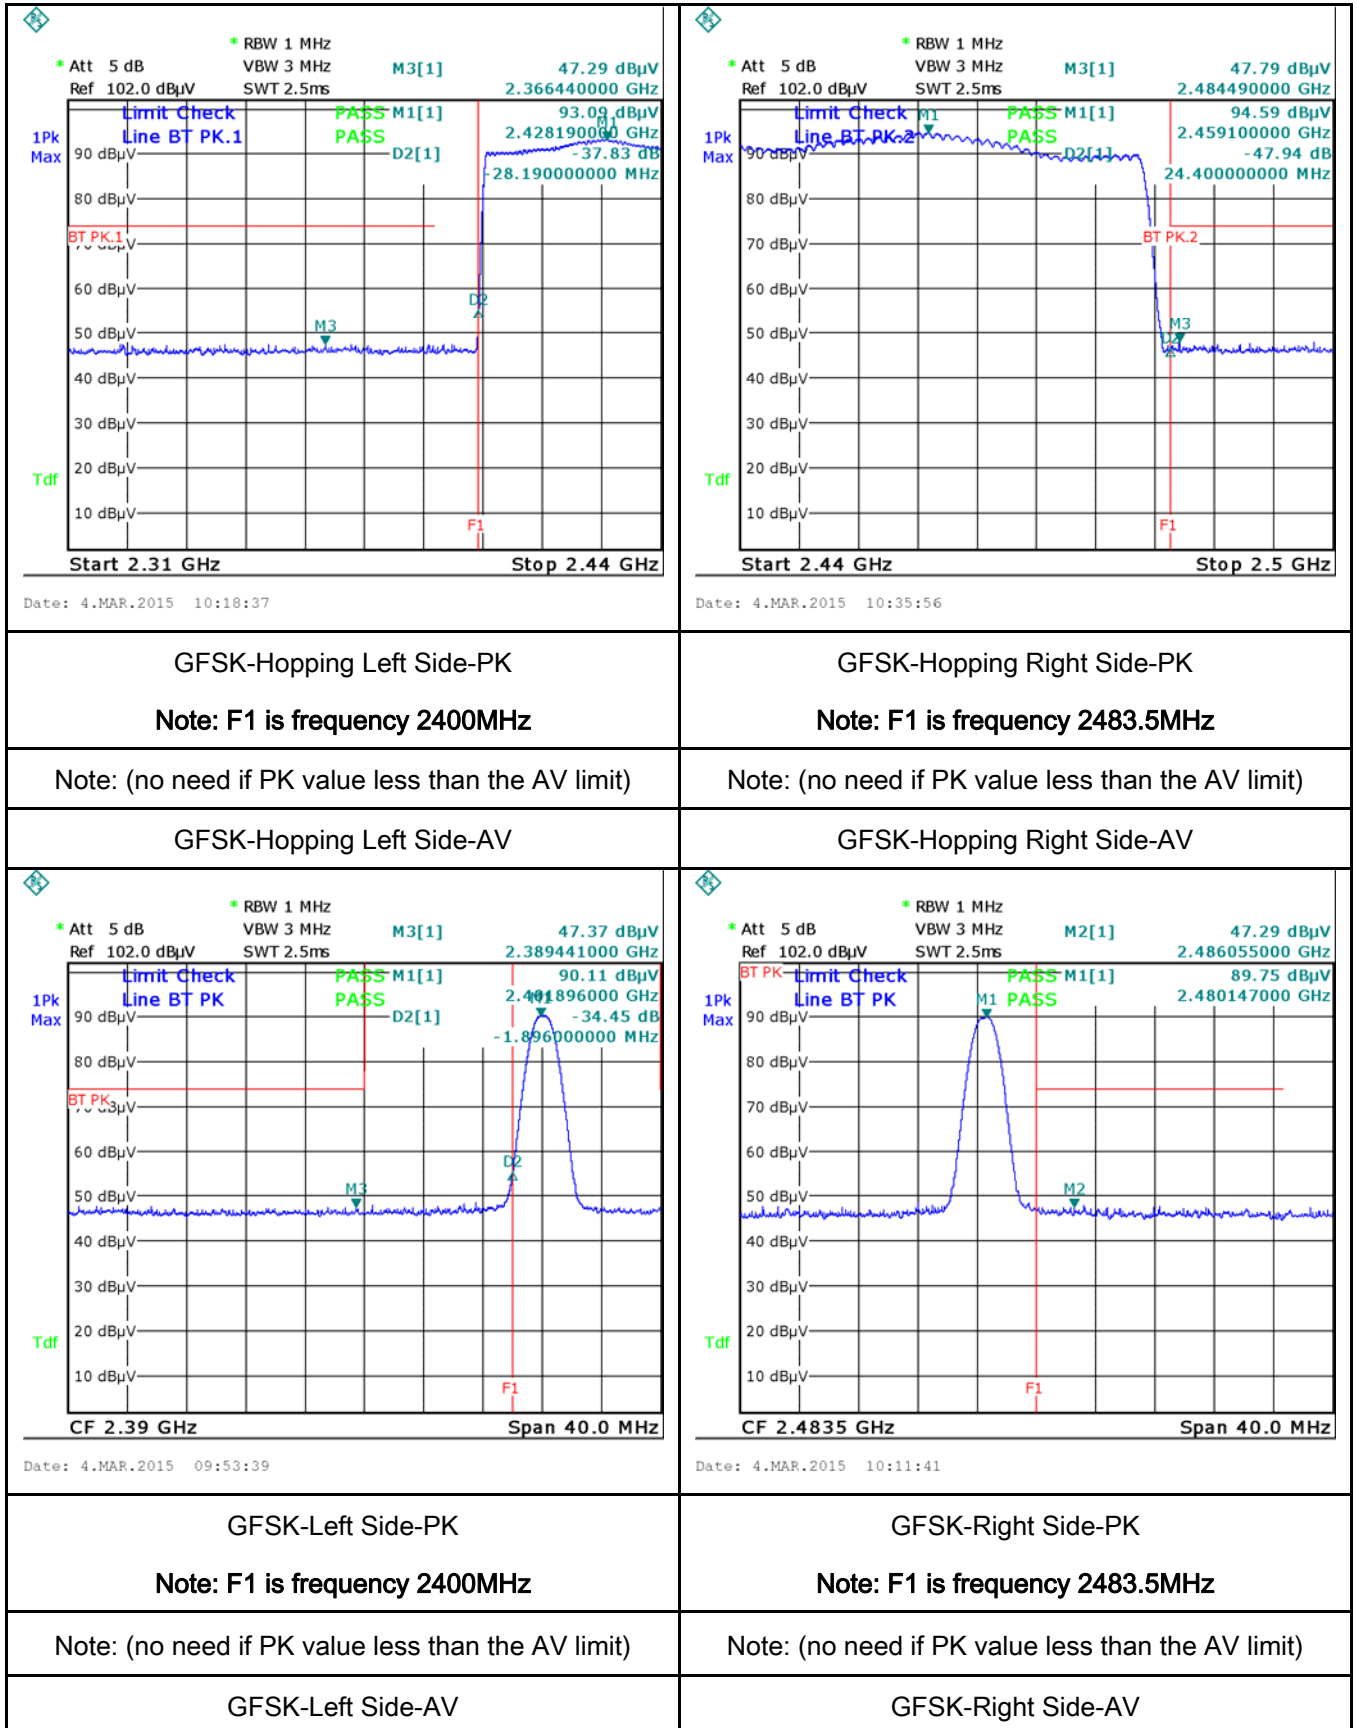 * RBW 1 MHz
* Att 5 dB VBW 3 MHz M3[1] 47.29 dBµV
Ref 102.0 dBµV SWT 2.5ms 2.366440000 GHz
Limit Check PASS M1[1] 93.09 dBµV
Line BT PK.1 PASS 2.428190000 GHz
M1
D2[1] -37.83 dB
-28.190000000 MHz
1Pk
Max
90 dBµV
80 dBµV
BT PK.1
70 dBµV
60 dBµV
D2
50 dBµV
M3
40 dBµV
30 dBµV
20 dBµV
Tdf
10 dBµV
F1
Start 2.31 GHz Stop 2.44 GHz
Date: 4.MAR.2015 10:18:37
* RBW 1 MHz
* Att 5 dB VBW 3 MHz M3[1] 47.79 dBµV
Ref 102.0 dBµV SWT 2.5ms 2.484490000 GHz
Limit Check PASS M1[1] 94.59 dBµV
M1
Line BT PK.2 PASS 2.459100000 GHz
D2[1] -47.94 dB
24.400000000 MHz
1Pk
Max
90 dBµV
80 dBµV
70 dBµV
BT PK.2
60 dBµV
50 dBµV
M3
D2
40 dBµV
30 dBµV
20 dBµV
Tdf
10 dBµV
F1
Start 2.44 GHz Stop 2.5 GHz
Date: 4.MAR.2015 10:35:56
GFSK-Hopping Left Side-PK
Note: F1 is frequency 2400MHz
GFSK-Hopping Right Side-PK
Note: F1 is frequency 2483.5MHz
Note: (no need if PK value less than the AV limit)
Note: (no need if PK value less than the AV limit)
GFSK-Hopping Left Side-AV
GFSK-Hopping Right Side-AV
* RBW 1 MHz
* Att 5 dB VBW 3 MHz M3[1] 47.37 dBµV
Ref 102.0 dBµV SWT 2.5ms 2.389441000 GHz
Limit Check PASS M1[1] 90.11 dBµV
Line BT PK PASS 2.401896000 GHz
M1
D2[1] -34.45 dB
-1.896000000 MHz
1Pk
Max
90 dBµV
80 dBµV
BT PK
70 dBµV
60 dBµV
D2
50 dBµV
M3
40 dBµV
30 dBµV
20 dBµV
Tdf
10 dBµV
F1
CF 2.39 GHz Span 40.0 MHz
Date: 4.MAR.2015 09:53:39
* RBW 1 MHz
* Att 5 dB VBW 3 MHz M2[1] 47.29 dBµV
Ref 102.0 dBµV SWT 2.5ms 2.486055000 GHz
BT PK
Limit Check PASS M1[1] 89.75 dBµV
Line BT PK PASS 2.480147000 GHz
M1
1Pk
Max
90 dBµV
80 dBµV
70 dBµV
60 dBµV
50 dBµV
M2
40 dBµV
30 dBµV
20 dBµV
Tdf
10 dBµV
F1
CF 2.4835 GHz Span 40.0 MHz
Date: 4.MAR.2015 10:11:41
GFSK-Left Side-PK
Note: F1 is frequency 2400MHz
GFSK-Right Side-PK
Note: F1 is frequency 2483.5MHz
Note: (no need if PK value less than the AV limit)
Note: (no need if PK value less than the AV limit)
GFSK-Left Side-AV
GFSK-Right Side-AV